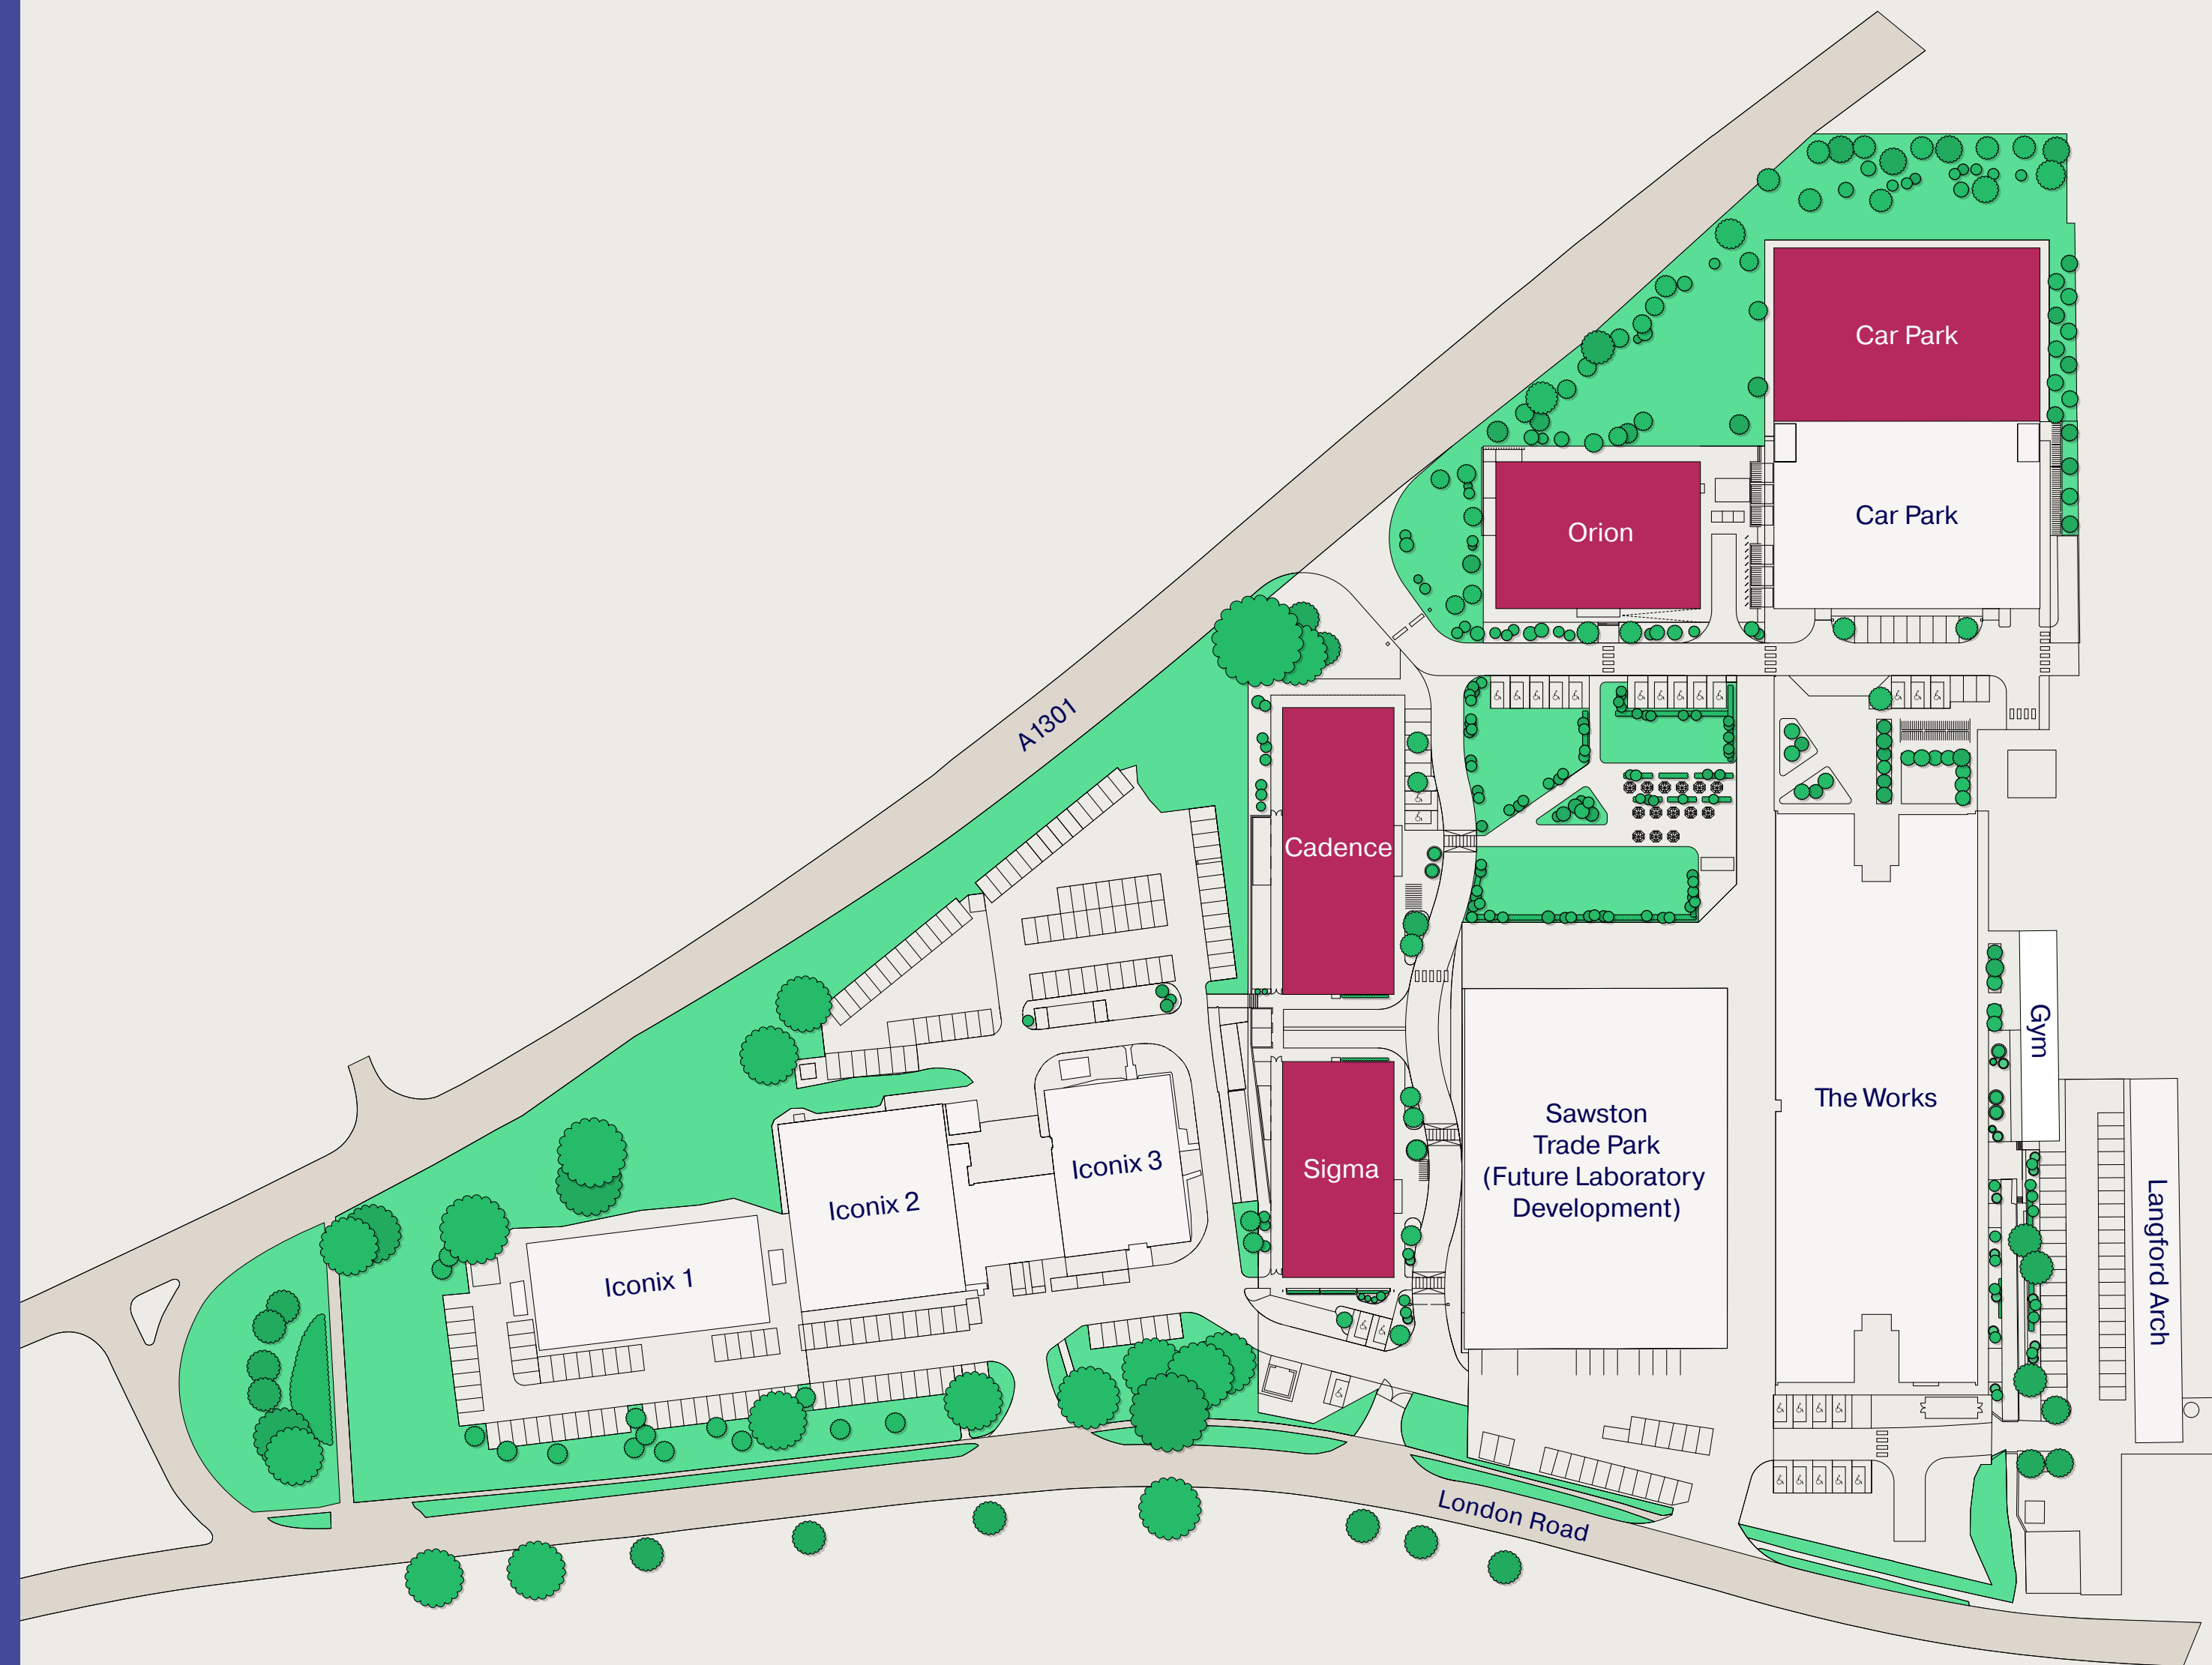 Car Park
Car Park
Orion
A1301
Cadence
Gym
The Works
Sawston
Trade Park
(Future Laboratory
Development)
Iconix 3
Sigma
Iconix 2
Langford Arch
Iconix 1
London Road